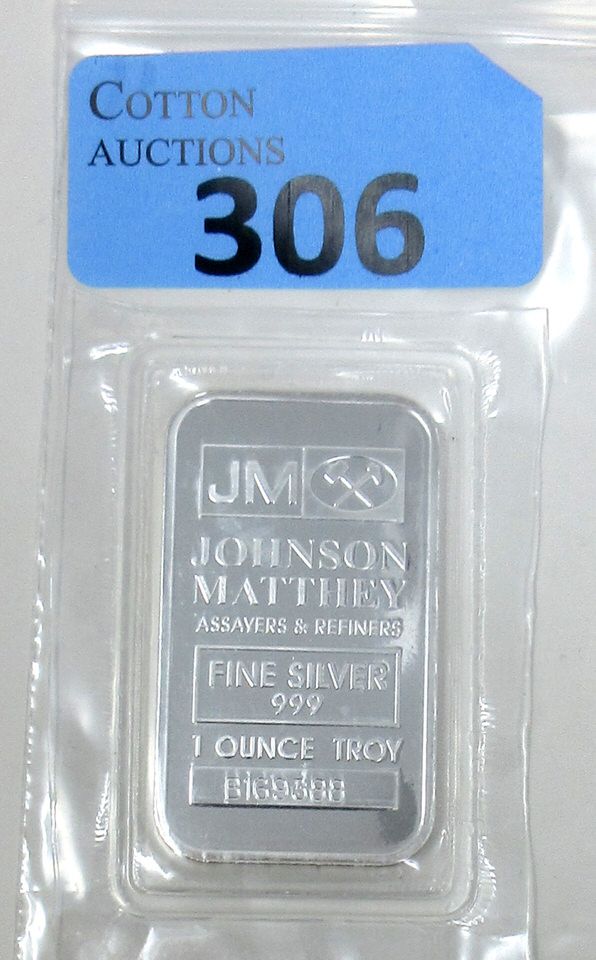 COTTON
AUCTIONS
306
JM
JOHNSON
MATTHEY
ASSAYERS & REFINERS
FINE SILVER
999
1 OUNCE TROY